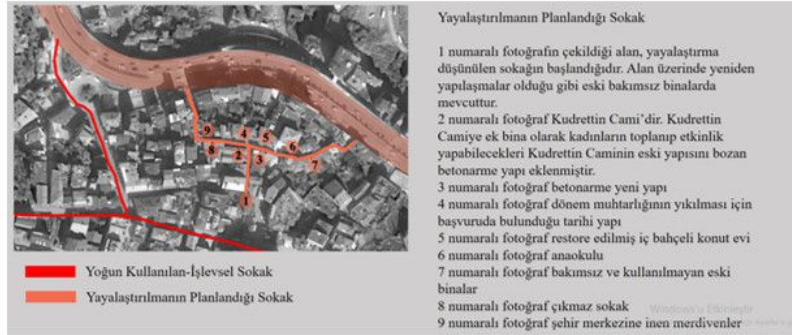 Yayalaştırılmanın Planlandığı Sokak
1 numaralı fotoğrafın çekildiği alan, yayalaştırma
düşünülen sokağın başlandığıdır. Alan üzerinde yeniden
yapılaşmalar olduğu gibi eski bakımsız binalarda
mevcuttur.
2 numaralı fotoğraf Kudrettin Cami’dir. Kudrettin
Camiye ek bina olarak kadınların toplanıp etkinlik
yapabilecekleri Kudrettin Caminin eski yapısını bozan
betonarme yapı eklenmiştir.
3 numaralı fotoğraf betonarme yeni yapı
4 numaralı fotoğraf dönem muhtarlığının yıkılması için
başvuruda bulunduğu tarihi yapı
5 numaralı fotoğraf restore edilmiş iç bahçeli konut evi
6 numaralı fotoğraf anaokulu
7 numaralı fotoğraf bakımsız ve kullanılmayan eski
binalar
8 numaralı fotoğraf çıkmaz sokak
9 numaralı fotoğraf şehir merkezine inen merdivenler
9 4 5
8 2 3 6
7
1
Yoğun Kullanılan-İşlevsel Sokak
Yayalaştırılmanın Planlandığı Sokak
Windows'u Etkinleştir